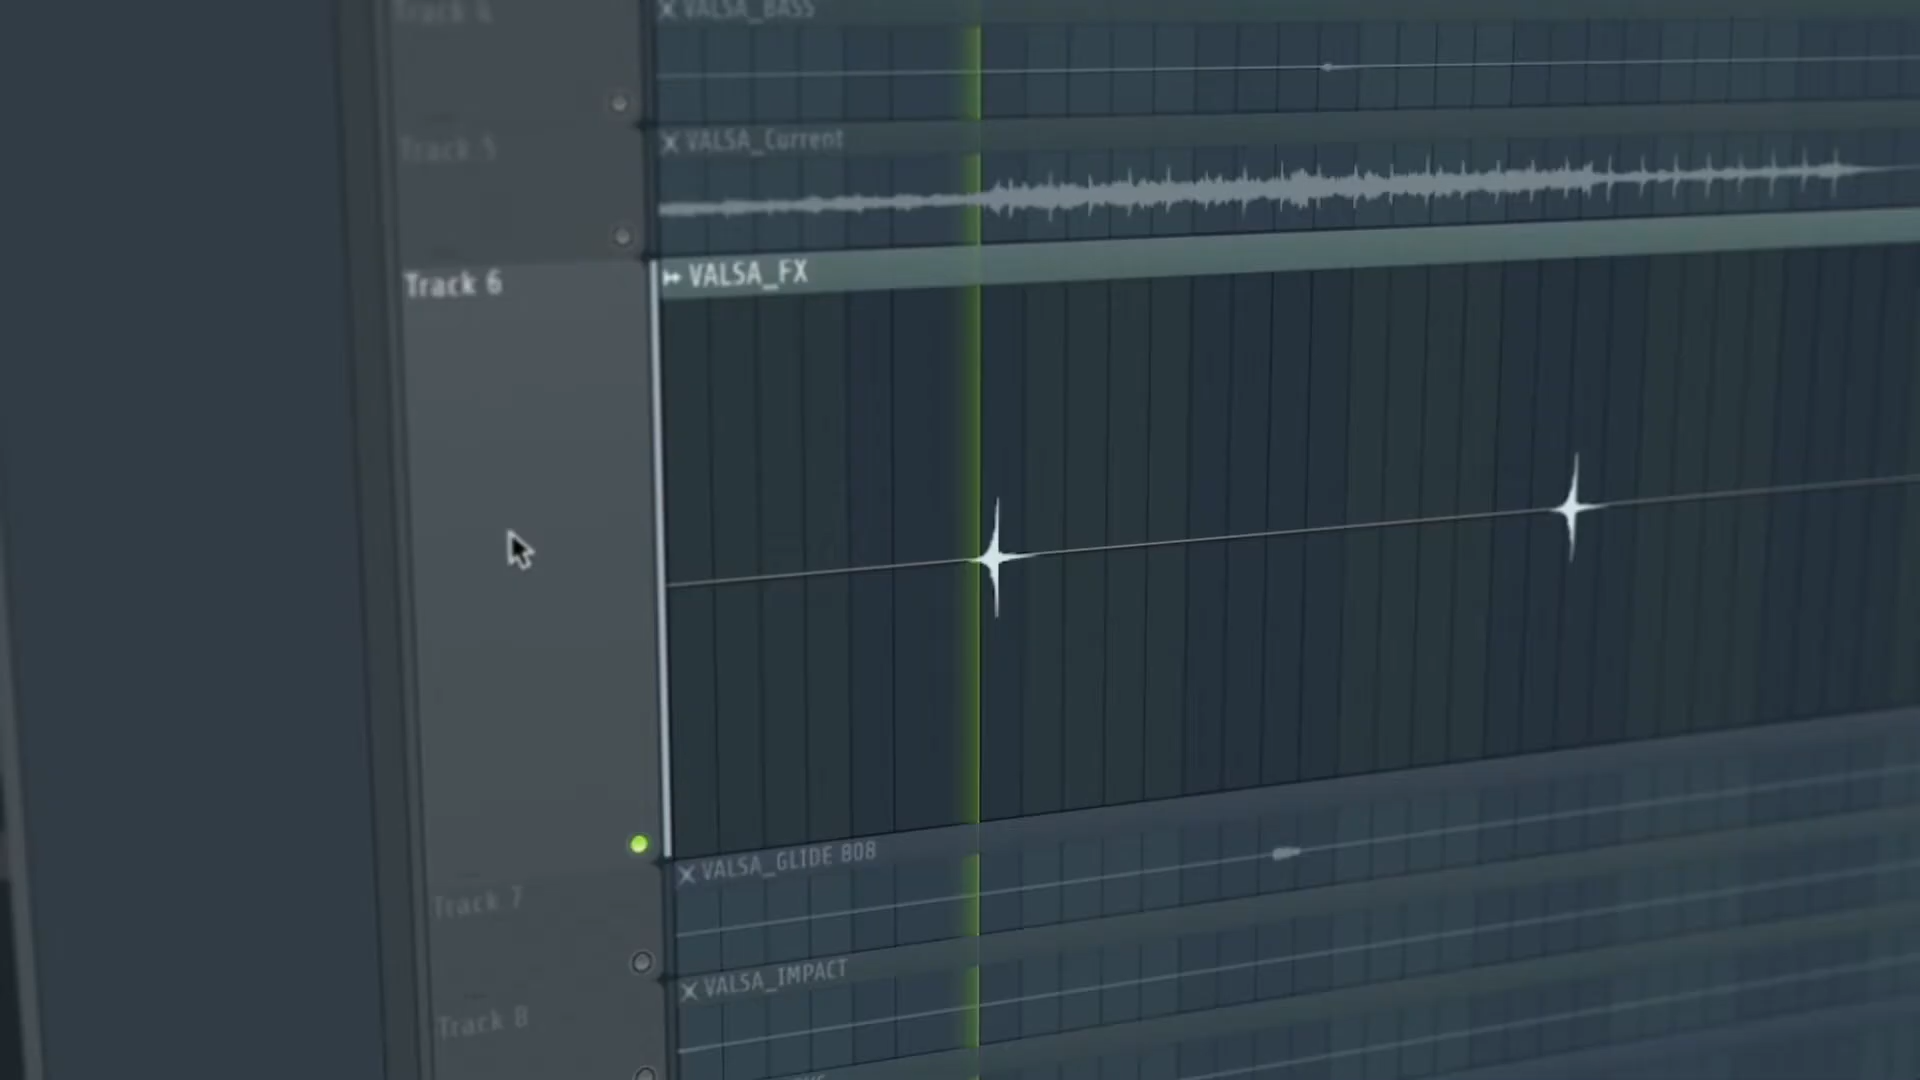 Track 4
VALSA_BASS
Track 5
VALSA_Current
Track 6
VALSA_FX
VALSA_GLIDE 808
Track 7
VALSA_IMPACT
Track 8